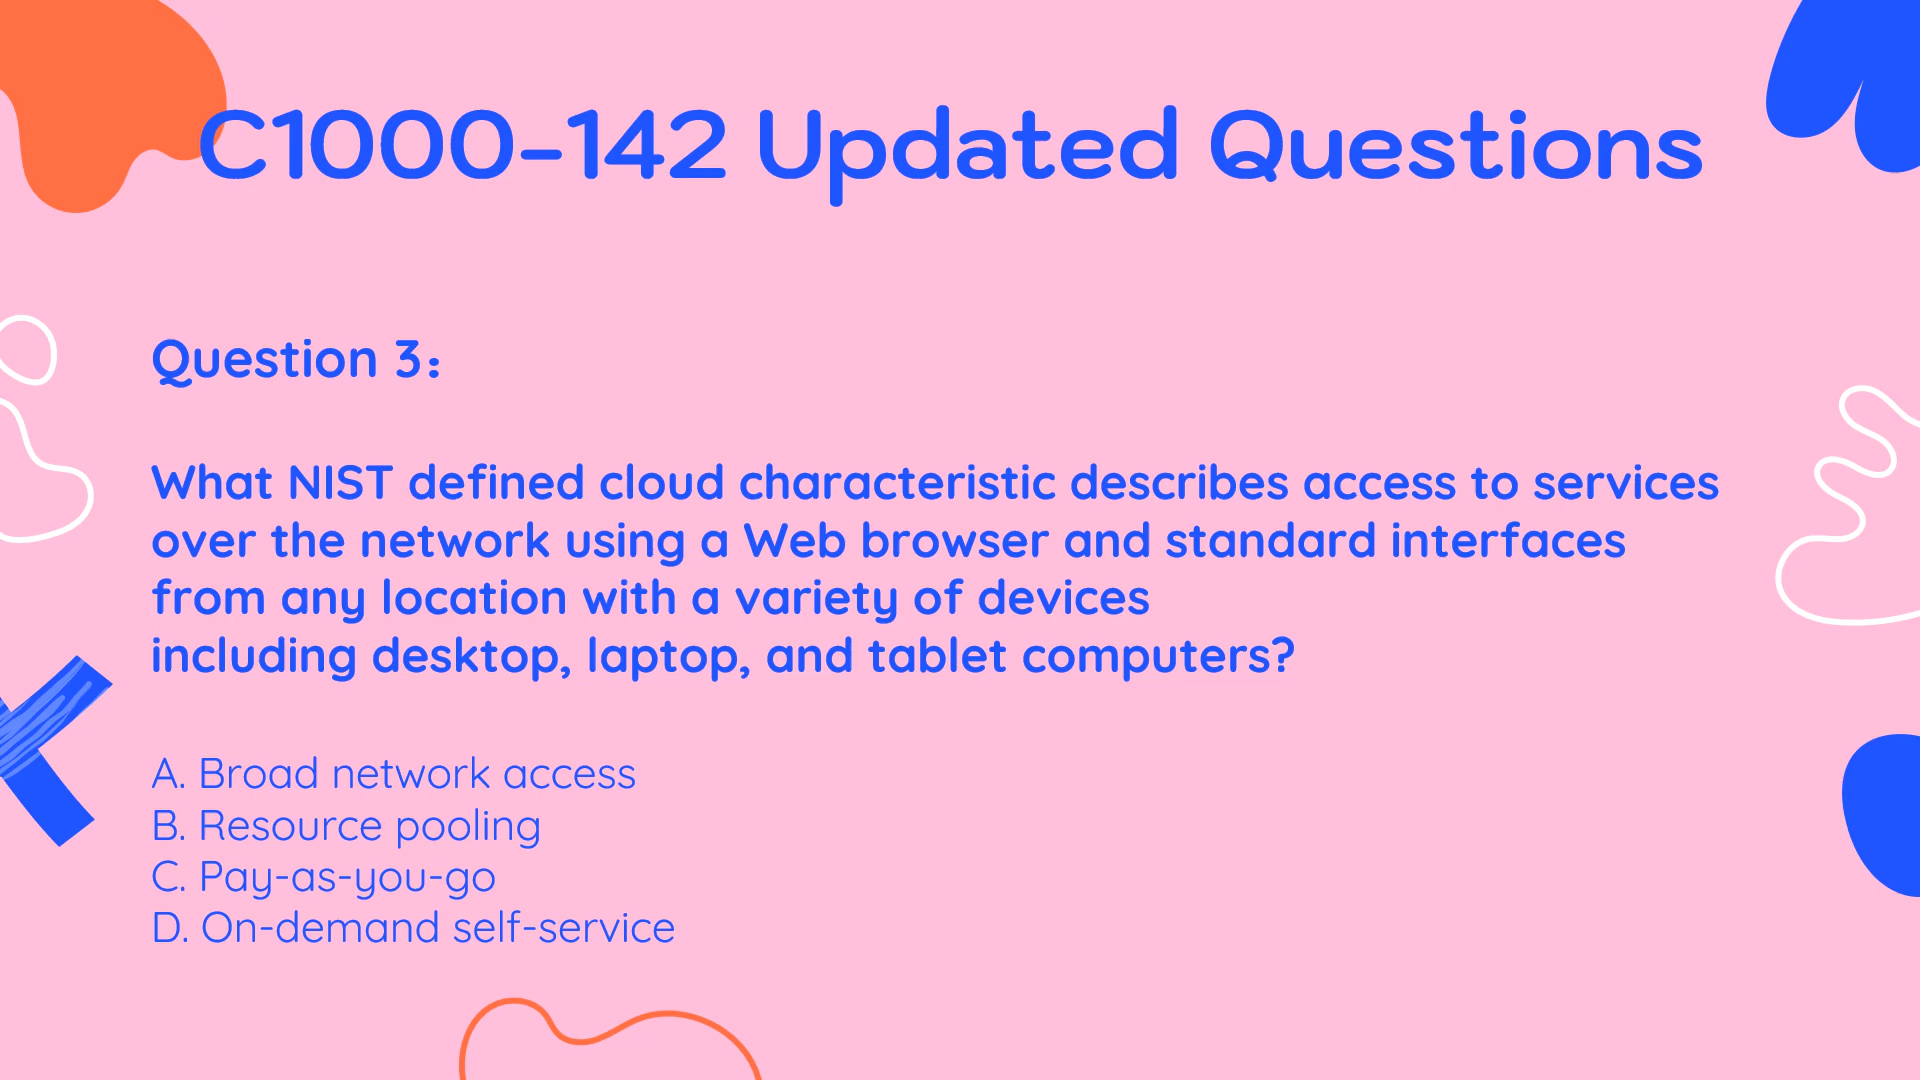 C1000-142 Updated Questions
Question 3：
What NIST defined cloud characteristic describes access to services
over the network using a Web browser and standard interfaces
from any location with a variety of devices
including desktop, laptop, and tablet computers?
A. Broad network access
B. Resource pooling
C. Pay-as-you-go
D. On-demand self-service